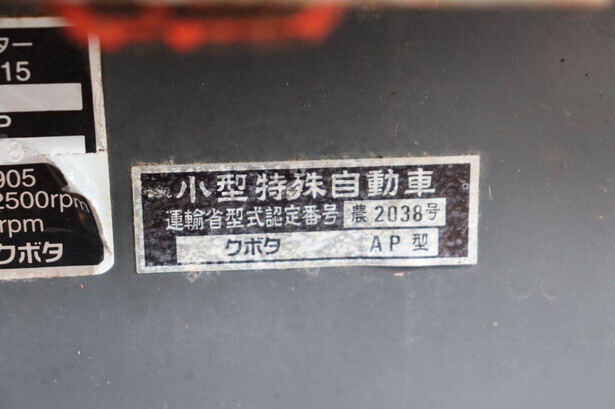 ター
15
P
905
2500rpm
rpm
クボタ
小型特殊自動車
運輸省型式認定番号 農2038号
クボタ AP型